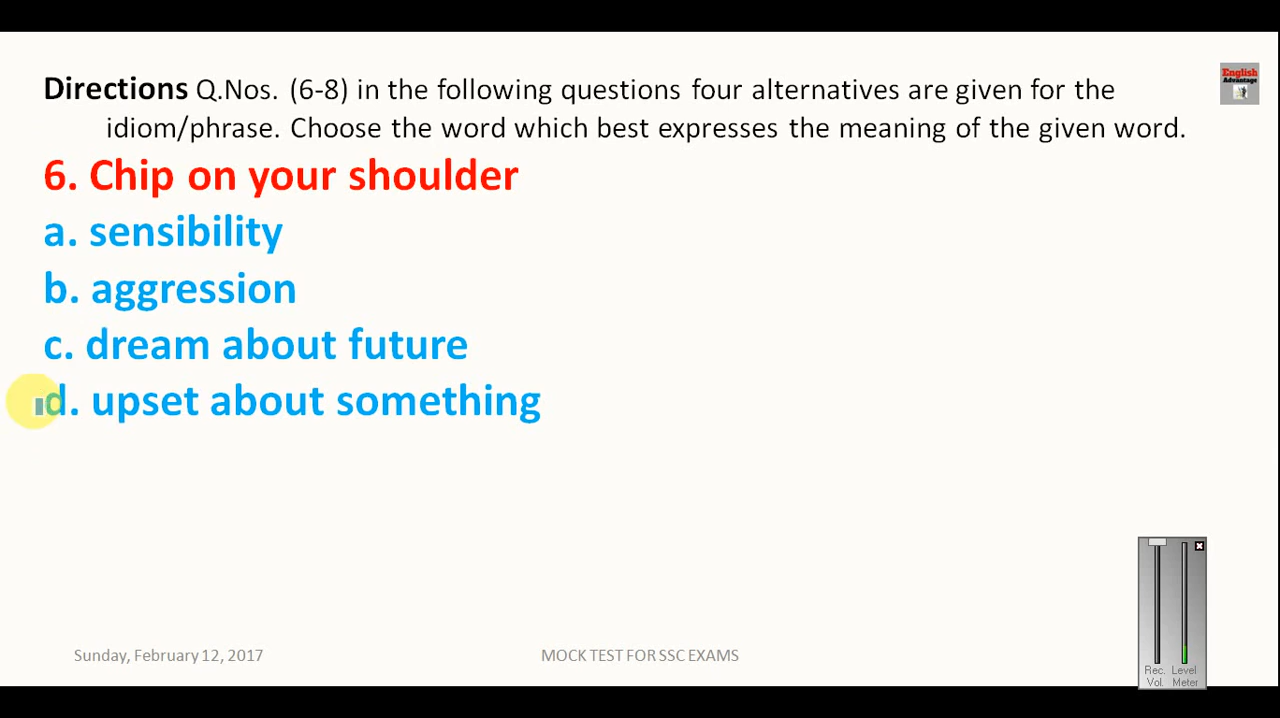 Directions Q.Nos. (6-8) in the following questions four alternatives are given for the
idiom/phrase. Choose the word which best expresses the meaning of the given word.
English
Advantage
6. Chip on your shoulder
a. sensibility
b. aggression
c. dream about future
d. upset about something
Rec. Level
Vol. Meter
Sunday, February 12, 2017 MOCK TEST FOR SSC EXAMS